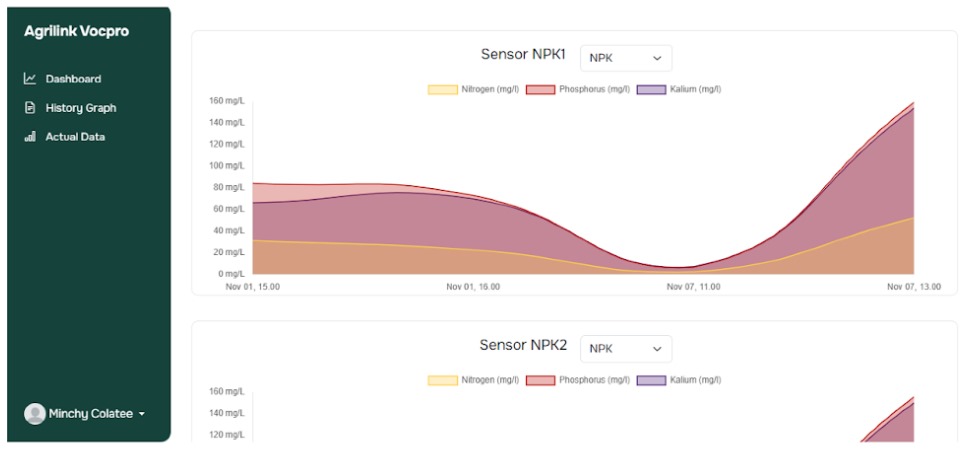 Agrilink Vocpro
Dashboard
History Graph
Actual Data
Minchy Colatee
Sensor NPK1 NPK
Nitrogen (mg/l) Phosphorus (mg/l) Kalium (mg/l)
160 mg/L
140 mg/L
120 mg/L
100 mg/L
80 mg/L
60 mg/L
40 mg/L
20 mg/L
0 mg/L
Nov 01, 15.00 Nov 01, 16.00 Nov 07, 11.00 Nov 07, 13.00
Sensor NPK2 NPK
Nitrogen (mg/l) Phosphorus (mg/l) Kalium (mg/l)
160 mg/L
140 mg/L
120 mg/L